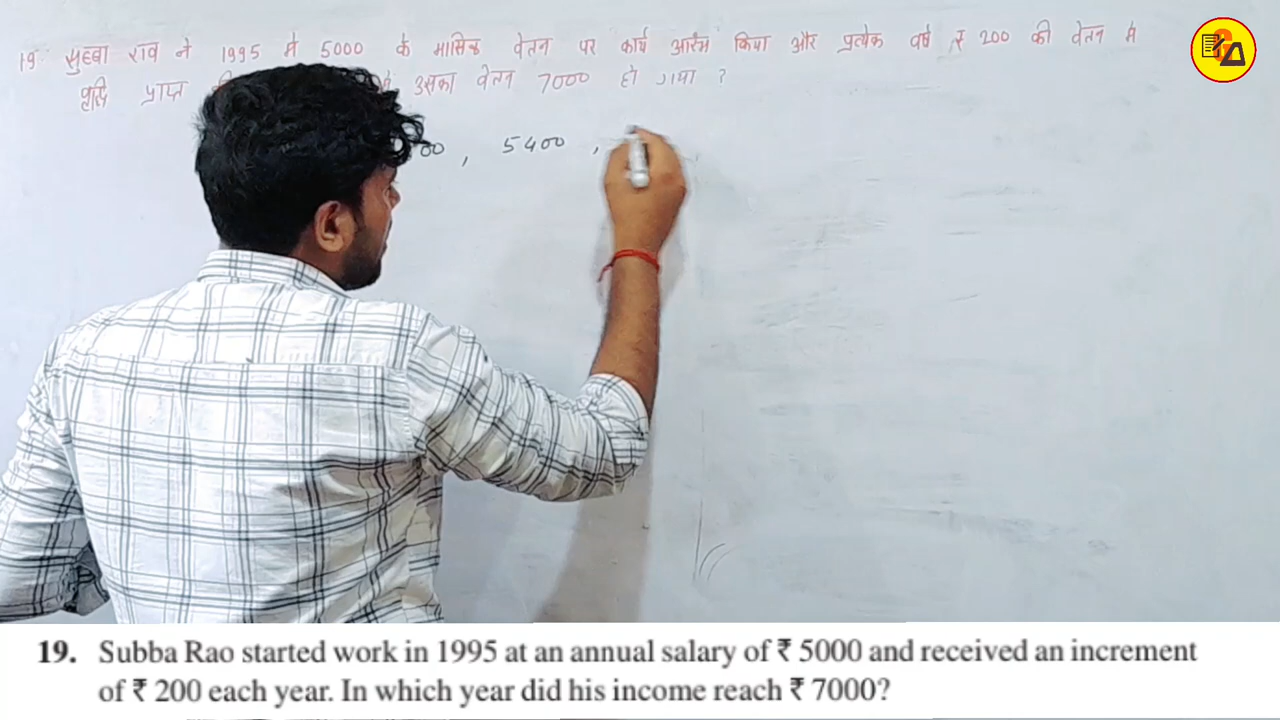 19. सुब्बा राव ने 1995 मे 5000 के मासिक वेतन पर कार्य आरंभ किया और प्रत्येक वर्ष ₹ 200 की वेतन मे
वृद्धि प्राप्त उसका वेतन 7000 हो गया ?
00 , 5400 ,
19. Subba Rao started work in 1995 at an annual salary of ₹ 5000 and received an increment
of ₹ 200 each year. In which year did his income reach ₹ 7000?